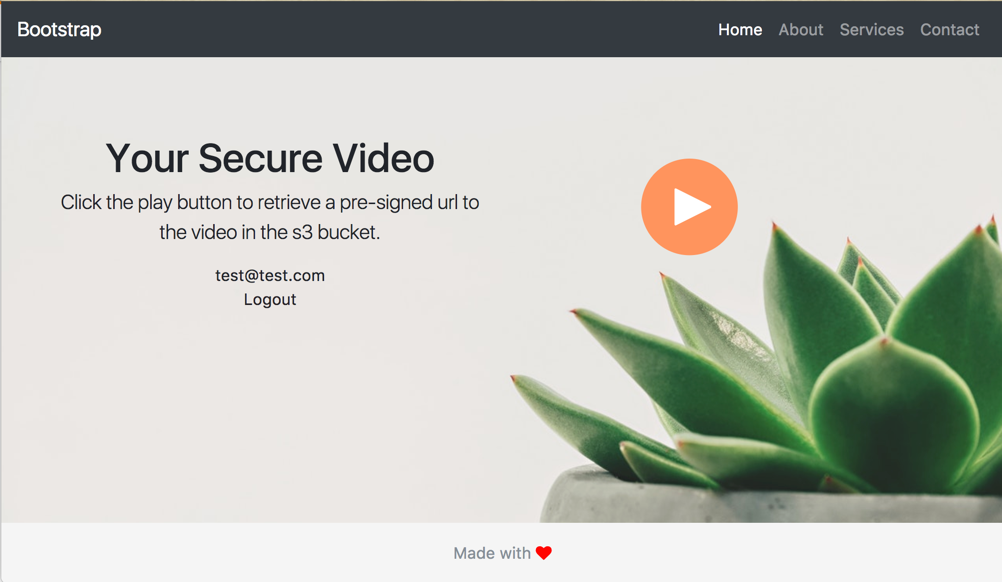 Bootstrap
Home About Services Contact
Your Secure Video
Click the play button to retrieve a pre-signed url to
the video in the s3 bucket.
test@test.com
Logout
Made with ❤